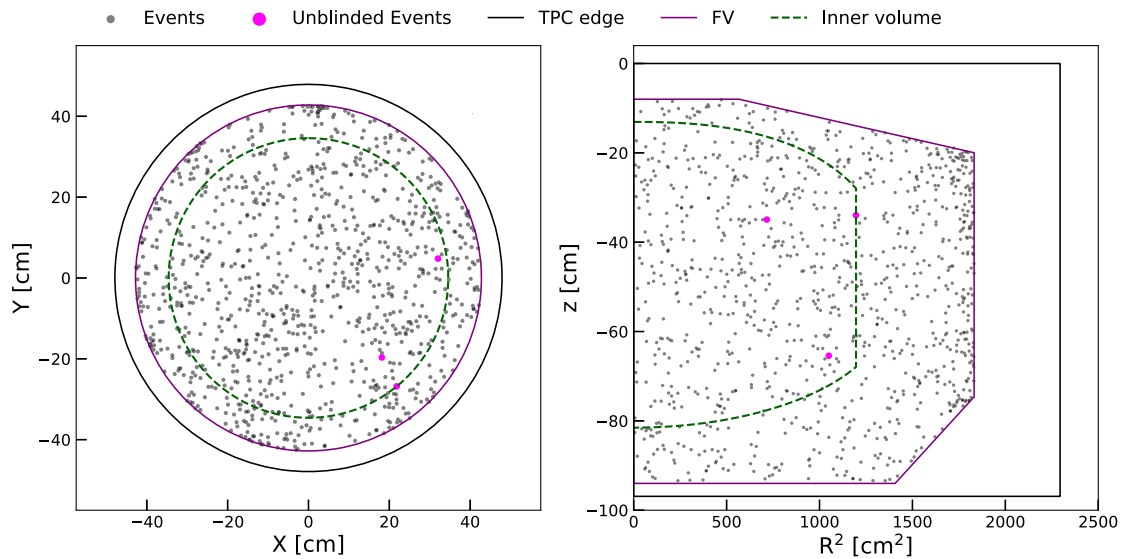 Events
Unblinded Events
TPC edge
FV
Inner volume
40
20
0
−20
−40
Y [cm]
−40
−20
0
20
40
X [cm]
0
−20
−40
−60
−80
−100
z [cm]
0
500
1000
1500
2000
2500
R² [cm²]